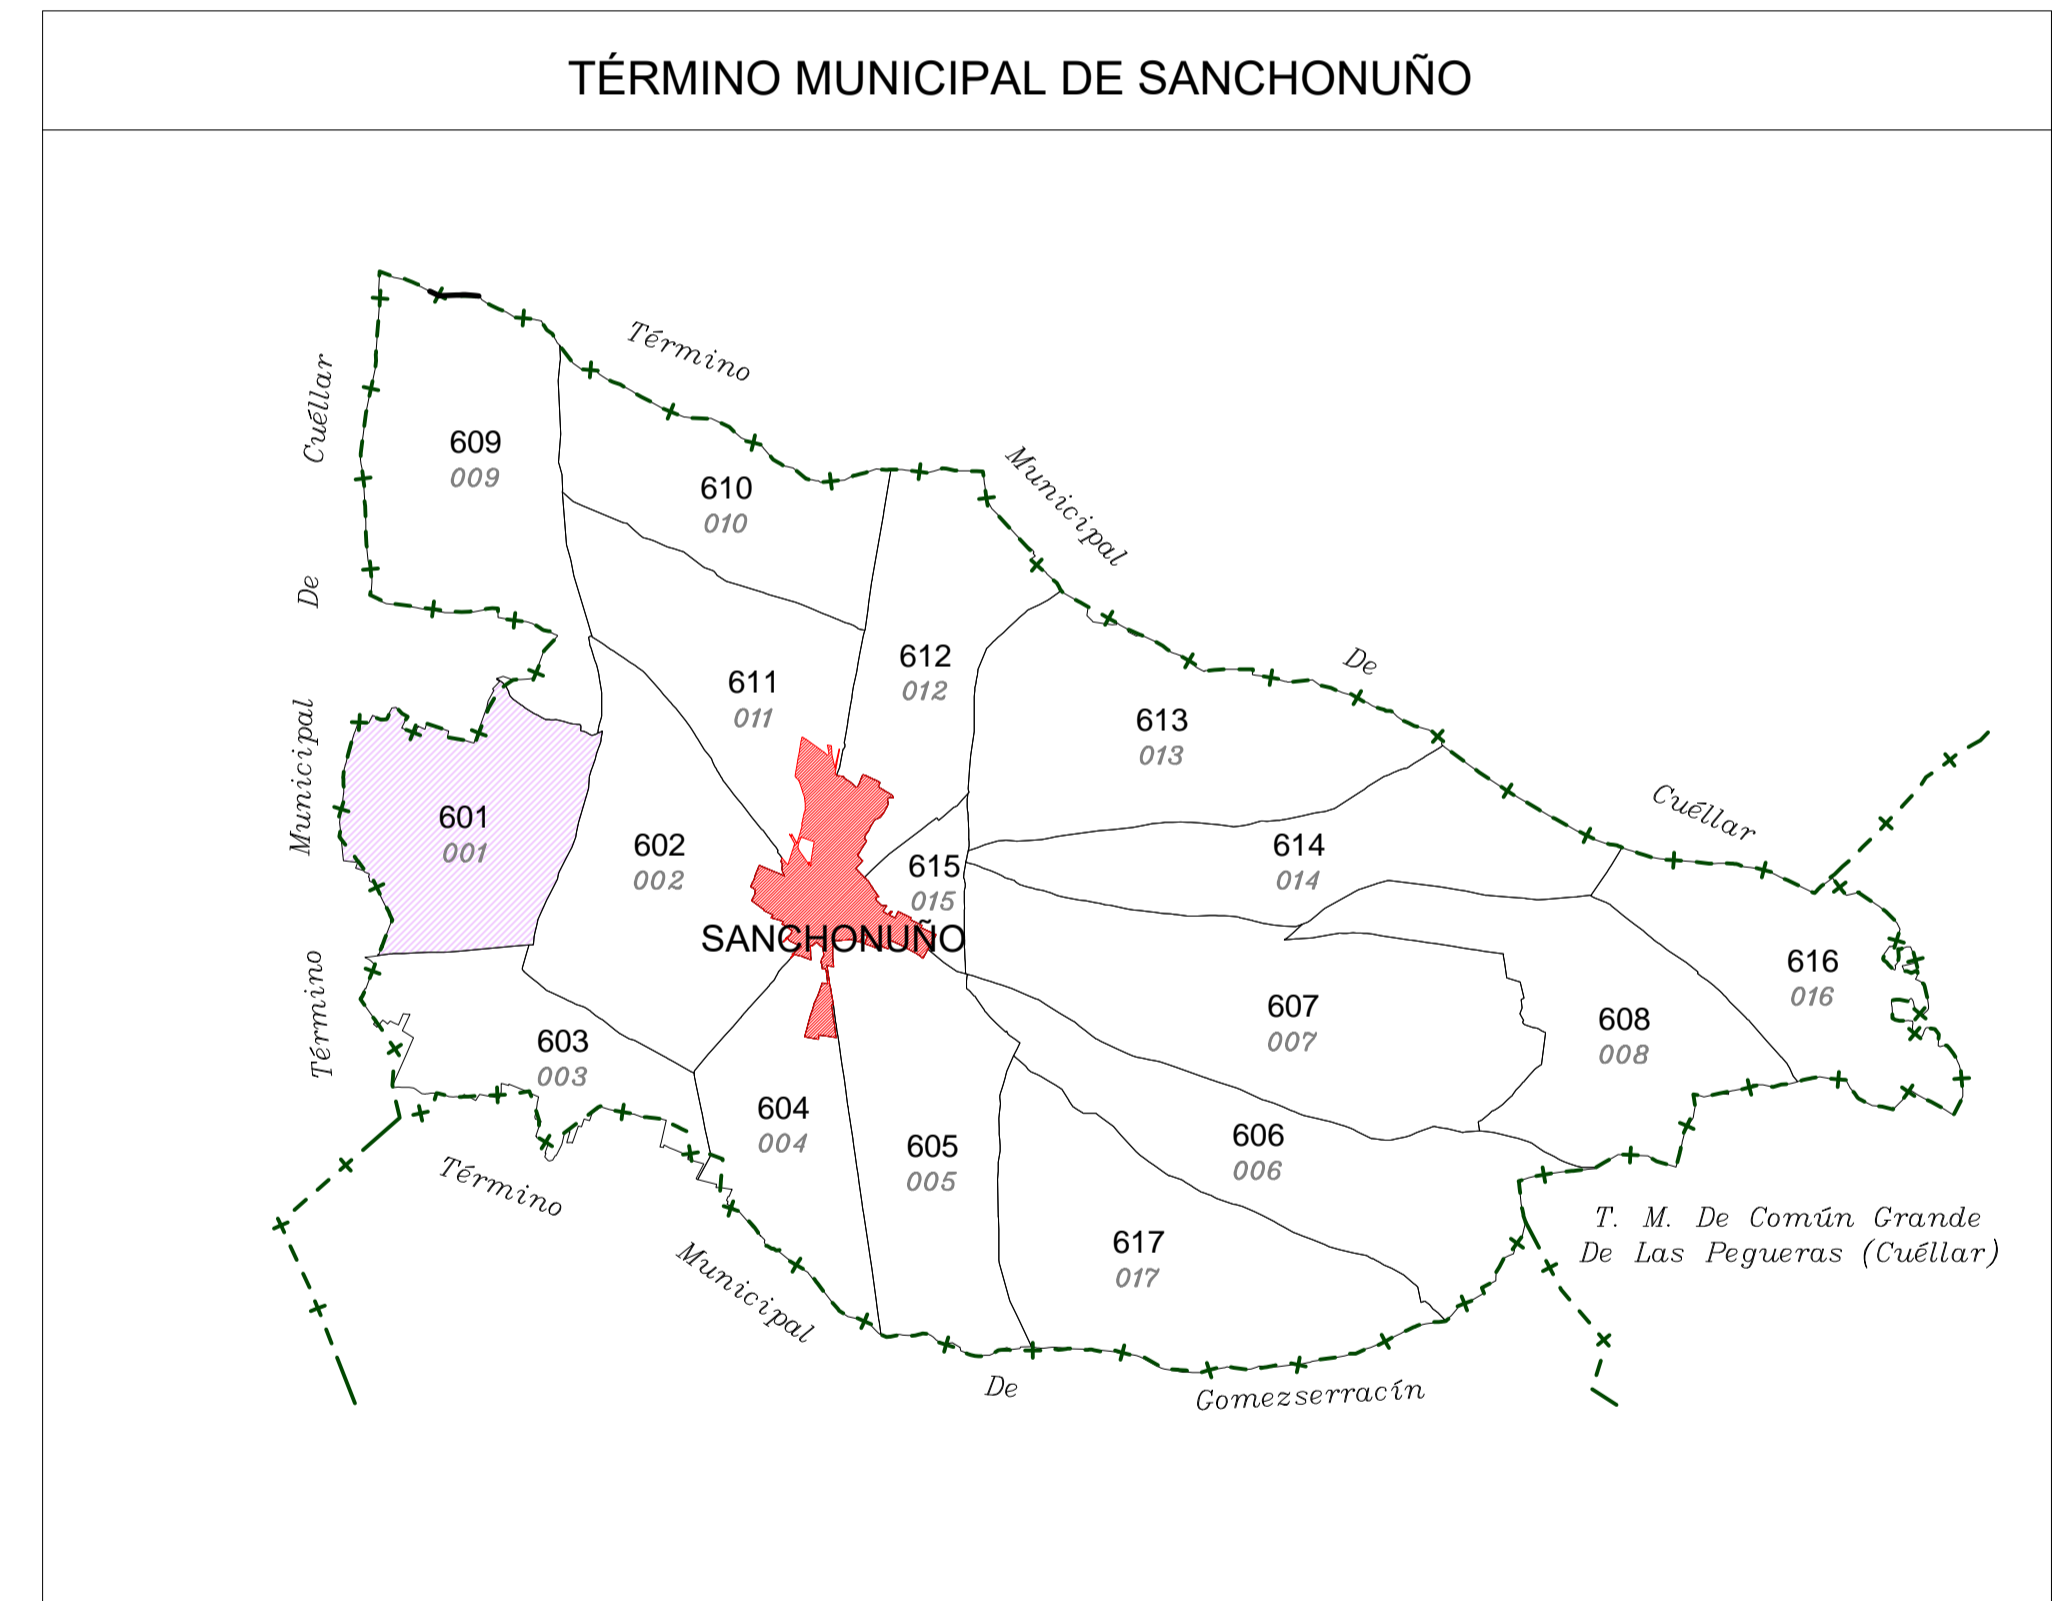 TÉRMINO MUNICIPAL DE SANCHONUÑO
Término
Municipal
De
Cuéllar
Término
Municipal
De
Cuéllar
609
009
610
010
611
011
612
012
613
013
601
001
602
002
615
015
614
014
616
016
SANCHONUÑO
607
007
608
008
603
003
604
004
605
005
606
006
617
017
T. M. De Común Grande
De Las Pegueras (Cuéllar)
Término
Municipal
De
Gomezserracín